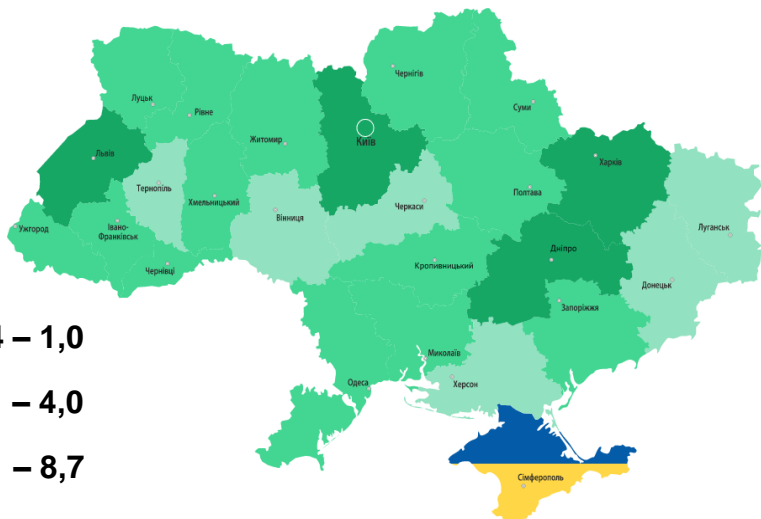 Чернігів
Луцьк
Рівне
Суми
Житомир
Київ
Львів
Харків
Тернопіль
Хмельницький
Полтава
Черкаси
Вінниця
Івано-
Франківськ
Ужгород
Луганськ
Дніпро
Чернівці
Кропивницький
Донецьк
Запоріжжя
– 1,0
Миколаїв
Одеса
Херсон
– 4,0
– 8,7
Сімферополь